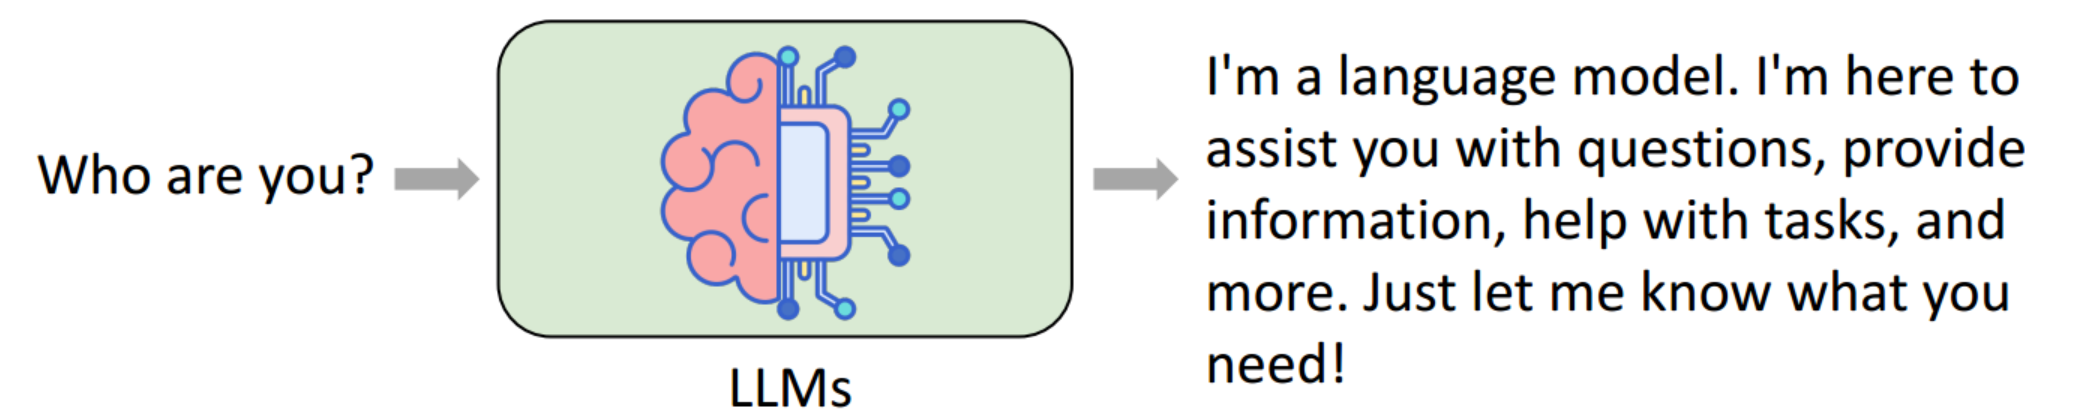 Who are you?
LLMs
I'm a language model. I'm here to
assist you with questions, provide
information, help with tasks, and
more. Just let me know what you
need!